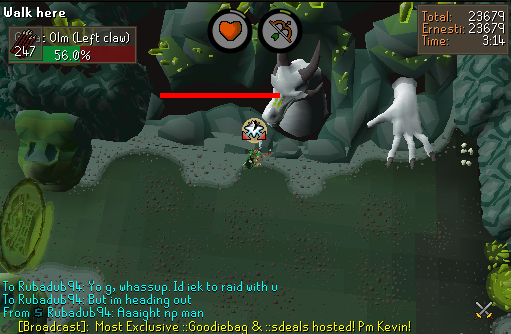 Walk here
Great Olm (Left claw)
247
56.0%
Total: 23679
Ernestk: 23679
Time: 3:14
To Rubadub94: Yo g, whassup. Id iek to raid with u
To Rubadub94: But im heading out
From S Rubadub94: Aaaight np man
[Broadcast]: Most Exclusive ::Goodiebag & ::sdeals hosted! Pm Kevin!